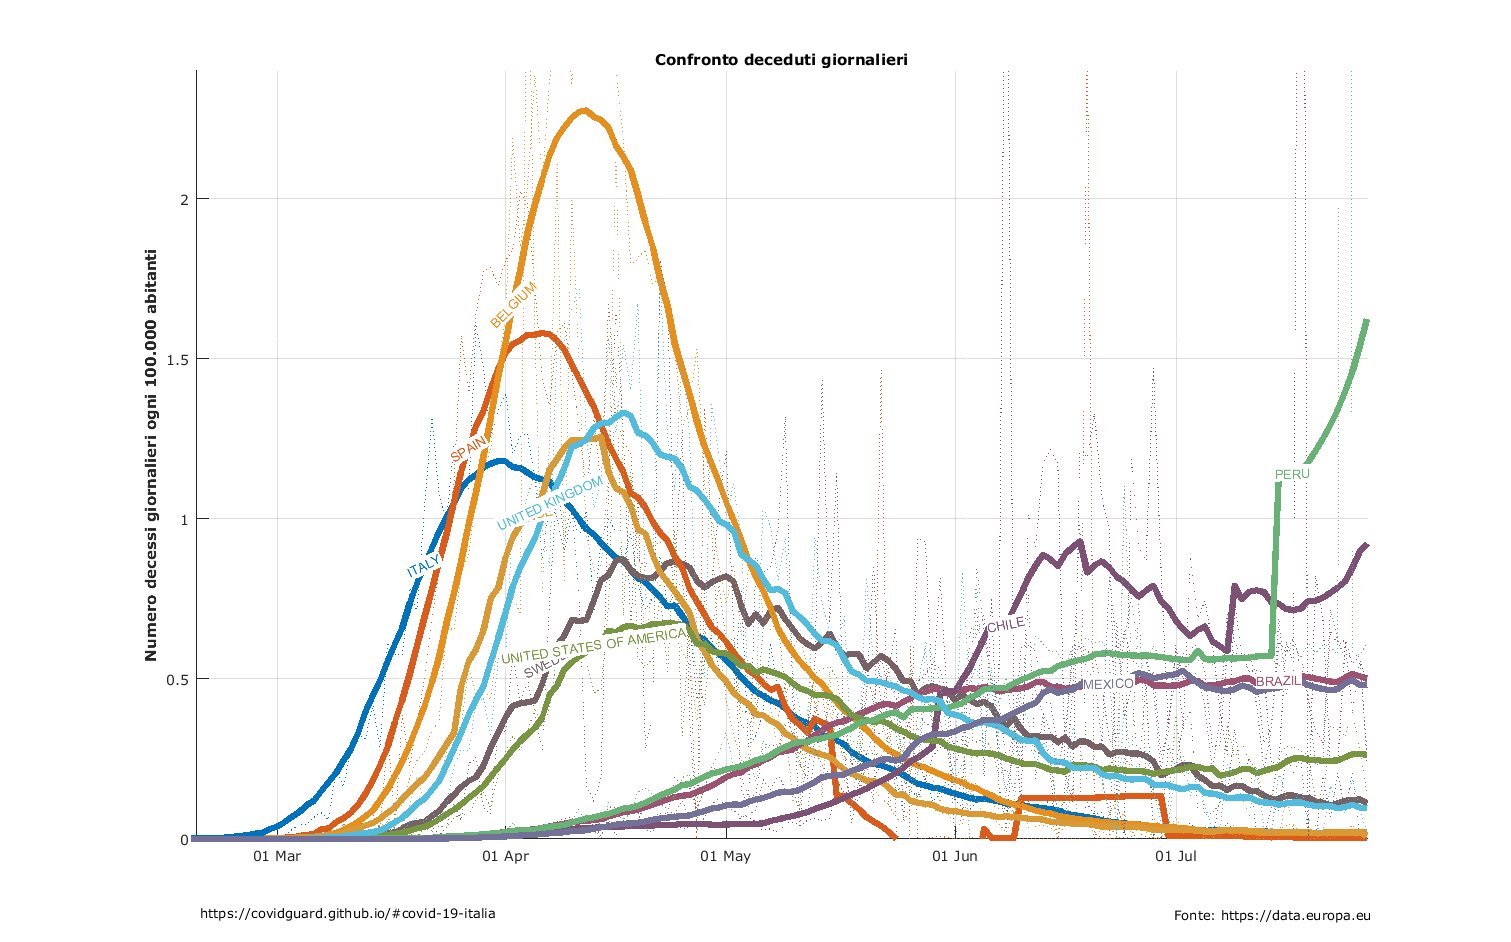 Confronto deceduti giornalieri
Numero decessi giornalieri ogni 100.000 abitanti
2
1.5
1
0.5
0
BELGIUM
SPAIN
ITALY
UNITED KINGDOM
UNITED STATES OF AMERICA
CHILE
MEXICO
BRAZIL
PERU
01 Mar
01 Apr
01 May
01 Jun
01 Jul
https://covidguard.github.io/#covid-19-italia
Fonte: https://data.europa.eu